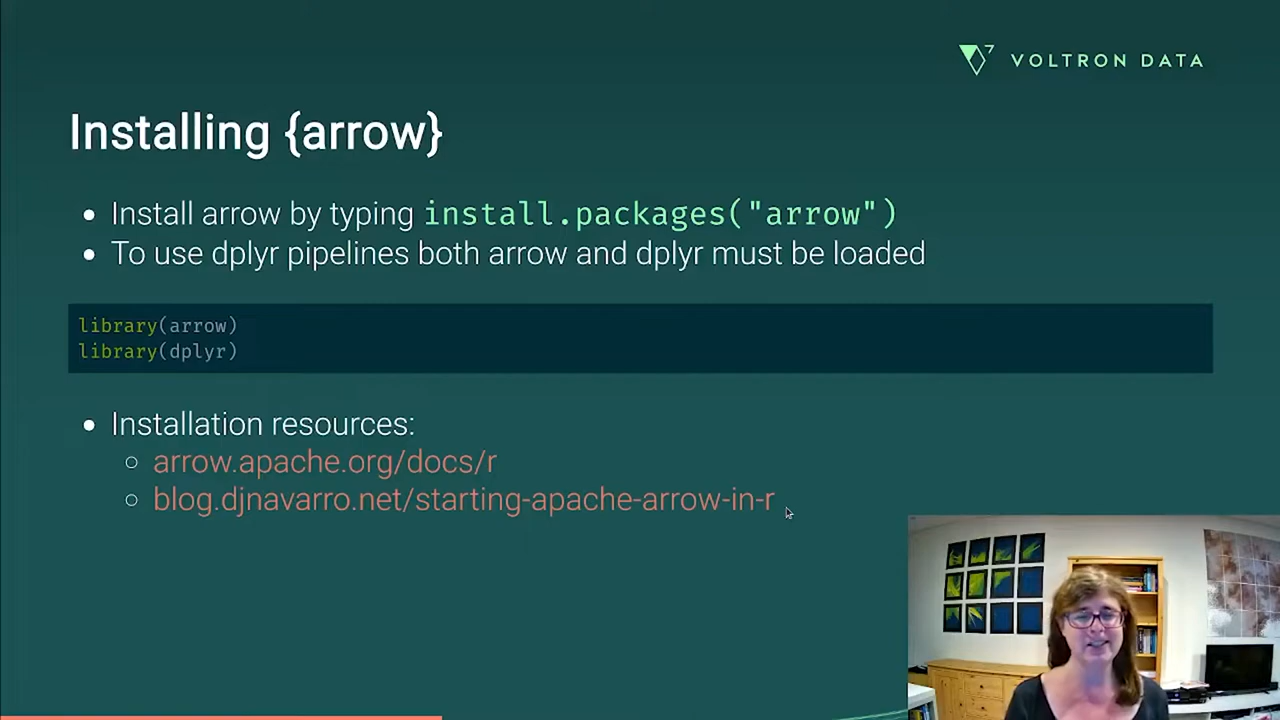 VOLTRON DATA
Installing {arrow}
Install arrow by typing install.packages("arrow")
To use dplyr pipelines both arrow and dplyr must be loaded
library(arrow)
library(dplyr)
Installation resources:
arrow.apache.org/docs/r
blog.djnavarro.net/starting-apache-arrow-in-r